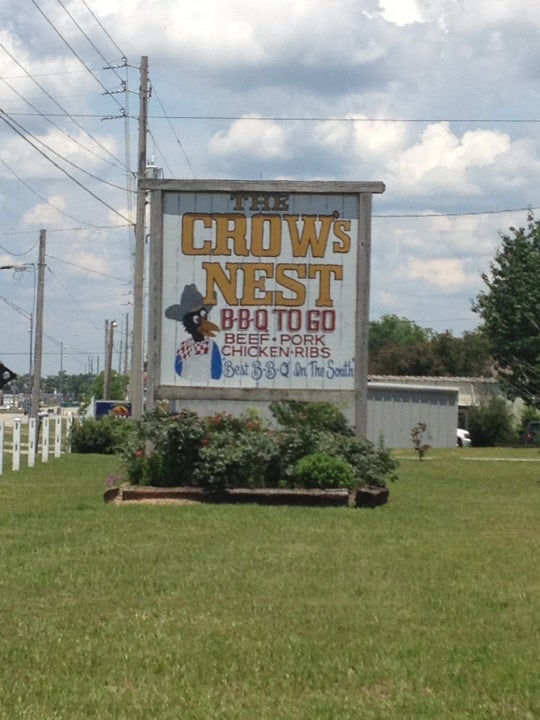 THE
CROW'S
NEST
B-B-Q TO GO
BEEF • PORK
CHICKEN • RIBS
"Best B-B-Q' In The South"